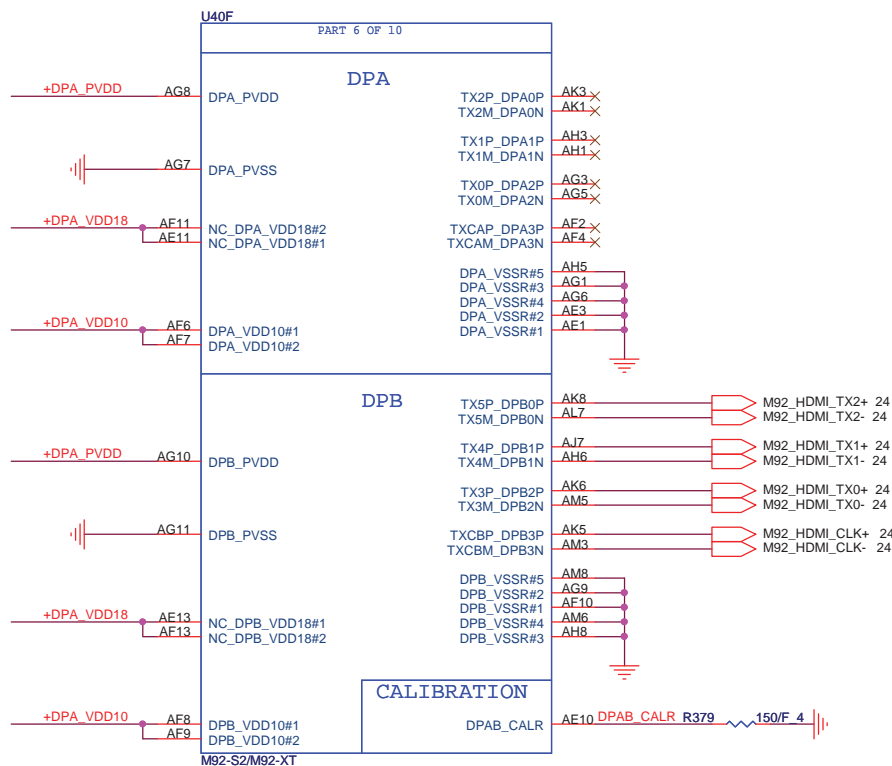 U40F
PART 6 OF 10
DPA
+DPA_PVDD AG8 DPA_PVDD TX2P_DPA0P AK3
TX2M_DPA0N AK1
TX1P_DPA1P AH3
TX1M_DPA1N AH1
AG7 DPA_PVSS
TX0P_DPA2P AG3
TX0M_DPA2N AG5
+DPA_VDD18 AF11 NC_DPA_VDD18#2 TXCAP_DPA3P AF2
AE11 NC_DPA_VDD18#1 TXCAM_DPA3N AF4
DPA_VSSR#5 AH5
DPA_VSSR#3 AG1
DPA_VSSR#4 AG6
DPA_VSSR#2 AE3
+DPA_VDD10 AF6 DPA_VDD10#1 DPA_VSSR#1 AE1
AF7 DPA_VDD10#2
DPB
TX5P_DPB0P AK8 M92_HDMI_TX2+ 24
TX5M_DPB0N AL7 M92_HDMI_TX2- 24
TX4P_DPB1P AJ7 M92_HDMI_TX1+ 24
+DPA_PVDD AG10 DPB_PVDD TX4M_DPB1N AH6 M92_HDMI_TX1- 24
TX3P_DPB2P AK6 M92_HDMI_TX0+ 24
TX3M_DPB2N AM5 M92_HDMI_TX0- 24
AG11 DPB_PVSS TXCBP_DPB3P AK5 M92_HDMI_CLK+ 24
TXCBM_DPB3N AM3 M92_HDMI_CLK- 24
DPB_VSSR#5 AM8
DPB_VSSR#2 AG9
DPB_VSSR#1 AF10
+DPA_VDD18 AE13 NC_DPB_VDD18#1 DPB_VSSR#4 AM6
AF13 NC_DPB_VDD18#2 DPB_VSSR#3 AH8
CALIBRATION
+DPA_VDD10 AF8 DPB_VDD10#1 DPAB_CALR AE10 DPAB_CALR R379 150/F_4
AF9 DPB_VDD10#2
M92-S2/M92-XT